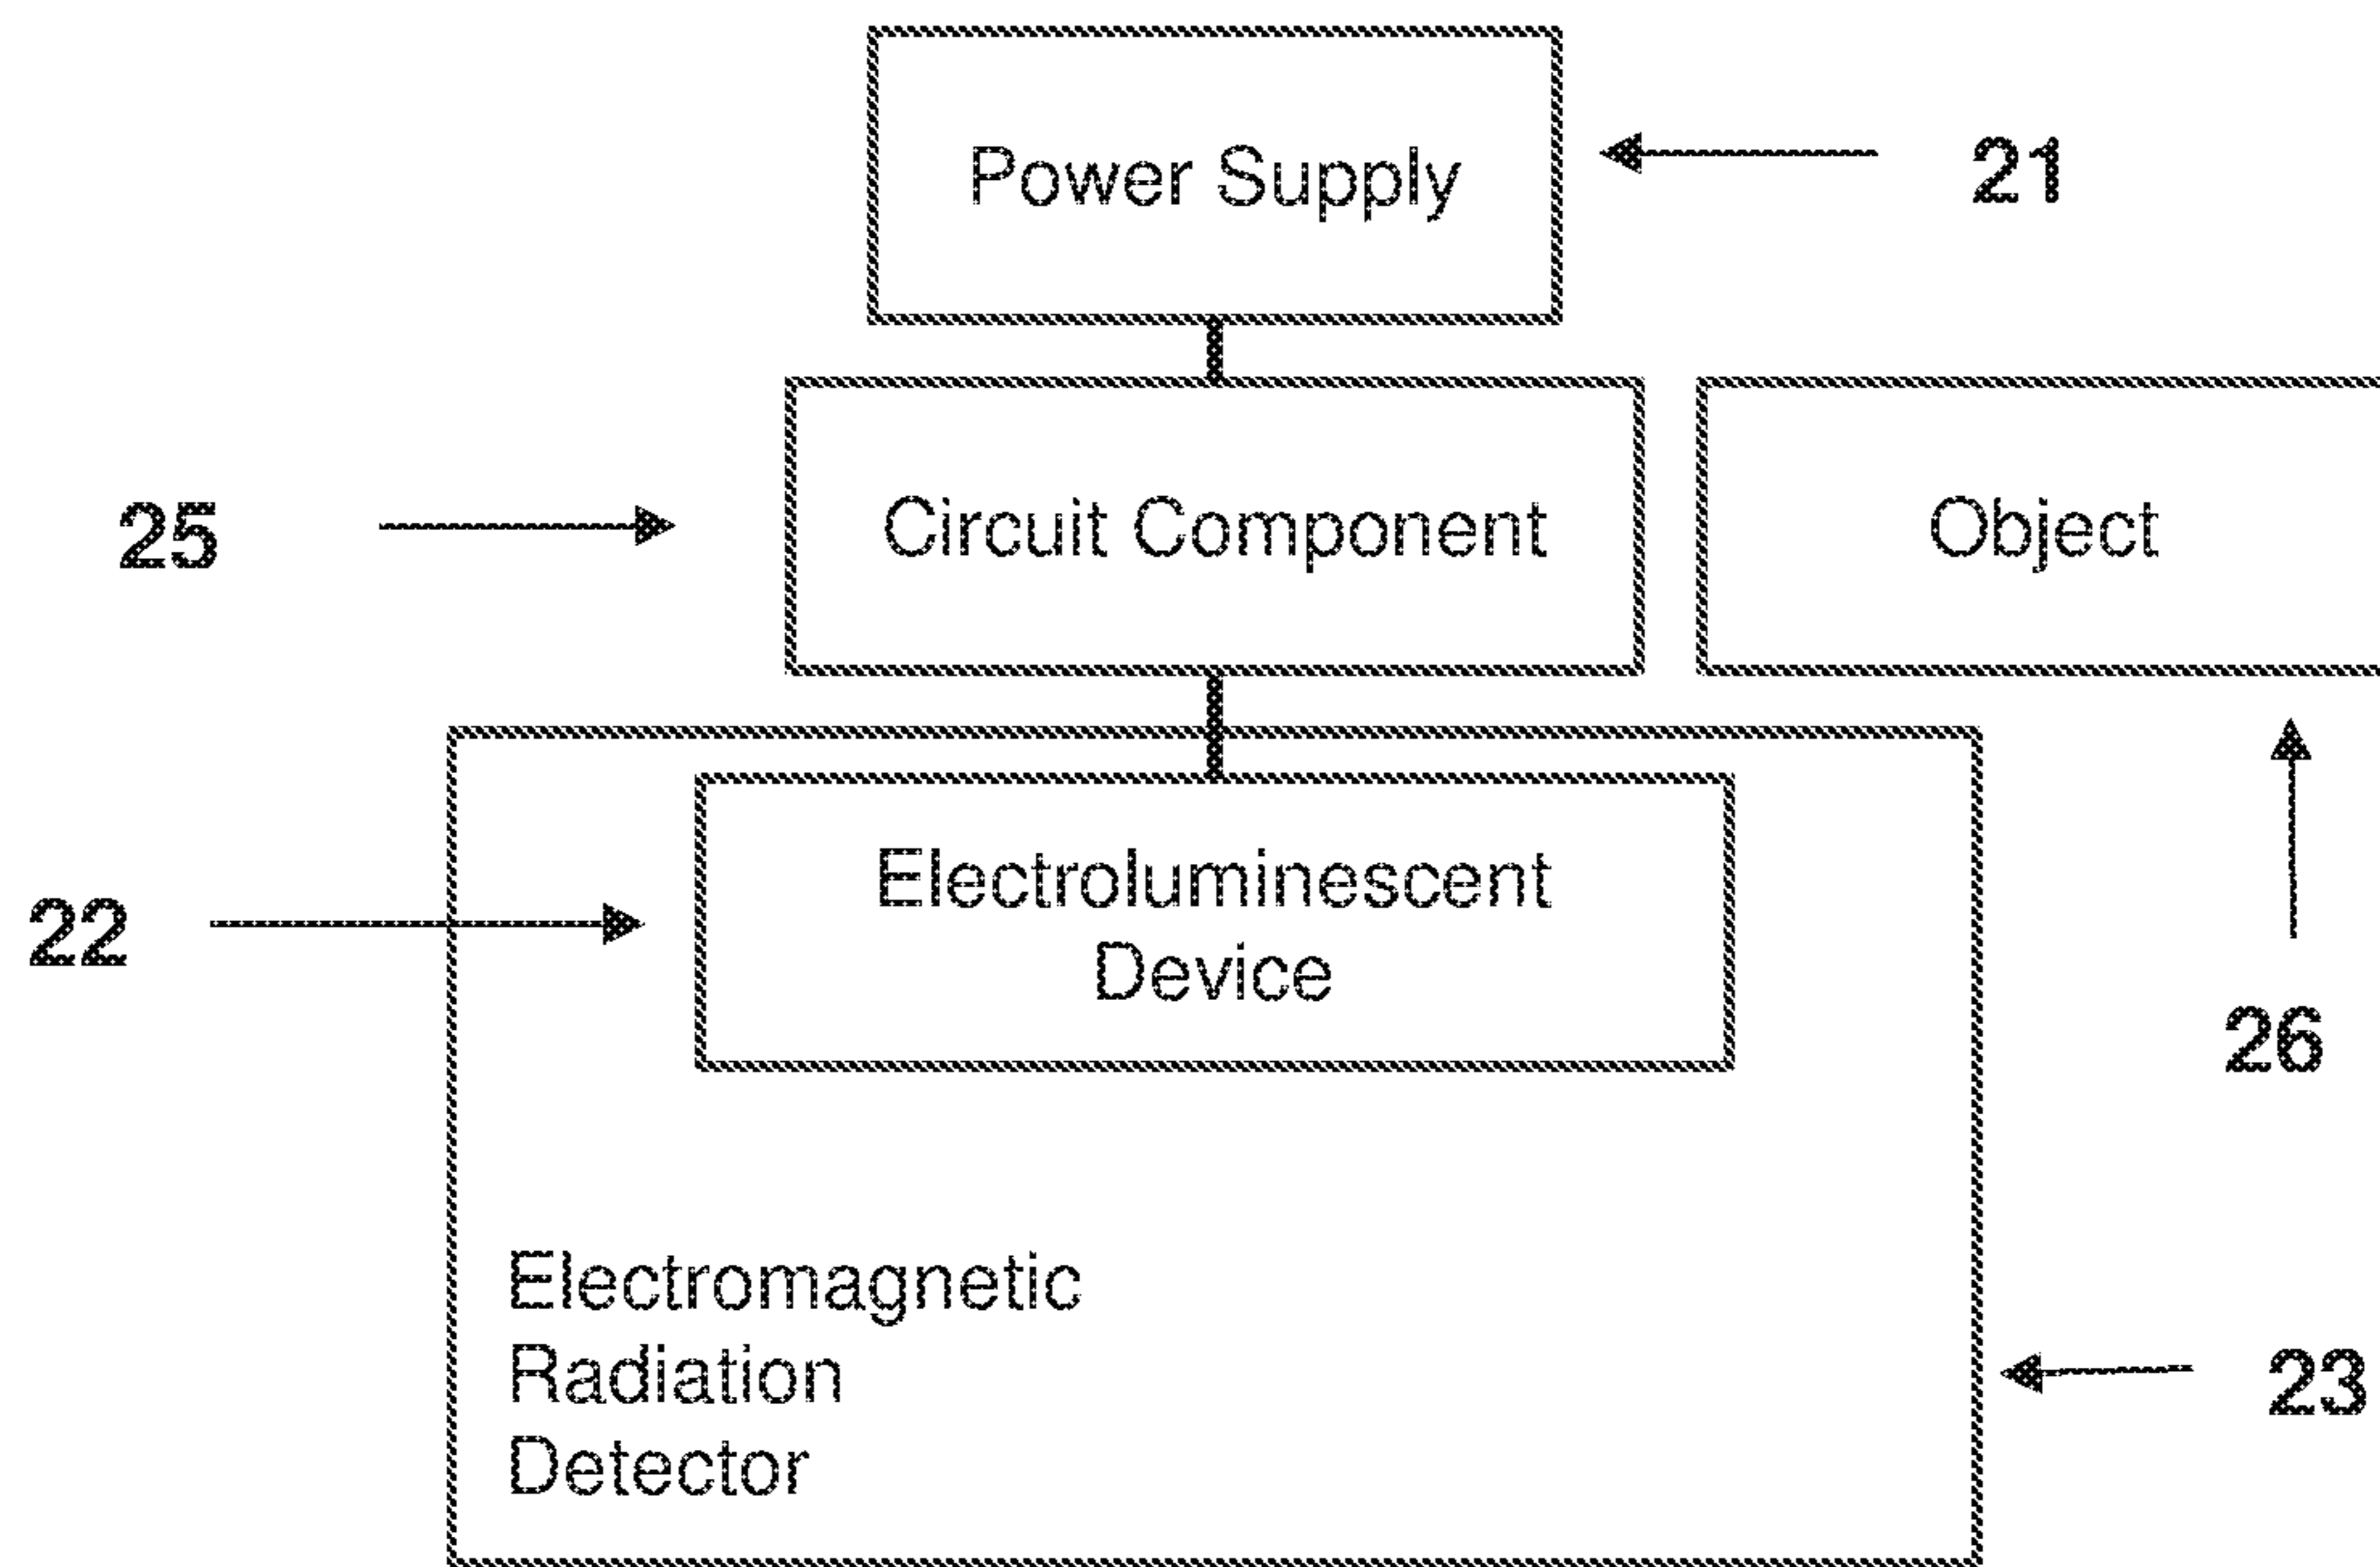 Power Supply
21
25
Circuit Component
Object
22
Electroluminescent
Device
26
Electromagnetic
Radiation
Detector
23